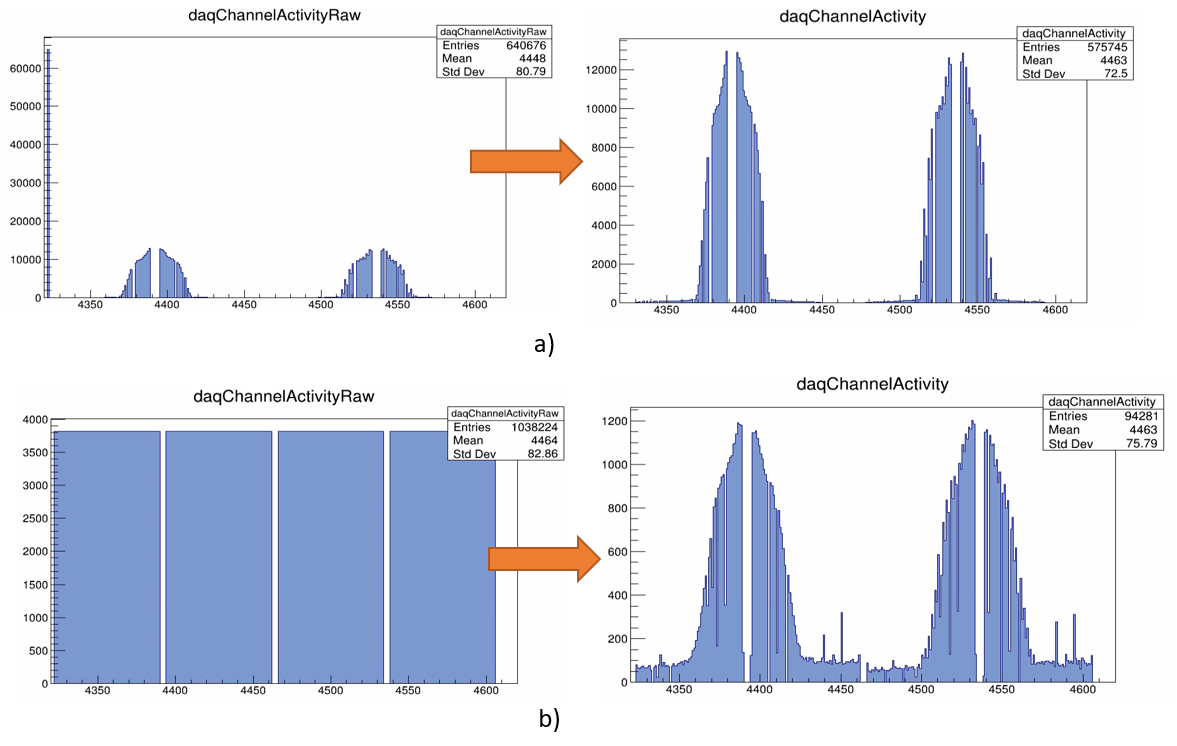 daqChannelActivityRaw
daqChannelActivityRaw
Entries 640676
Mean 4448
Std Dev 80.79
60000
50000
40000
30000
20000
10000
0
4350 4400 4450 4500 4550 4600
daqChannelActivity
daqChannelActivity
Entries 575745
Mean 4463
Std Dev 72.5
12000
10000
8000
6000
4000
2000
0
4350 4400 4450 4500 4550 4600
a)
daqChannelActivityRaw
daqChannelActivityRaw
Entries 1038224
Mean 4464
Std Dev 82.86
4000
3500
3000
2500
2000
1500
1000
500
0
4350 4400 4450 4500 4550 4600
daqChannelActivity
daqChannelActivity
Entries 94281
Mean 4463
Std Dev 75.79
1200
1000
800
600
400
200
0
4350 4400 4450 4500 4550 4600
b)